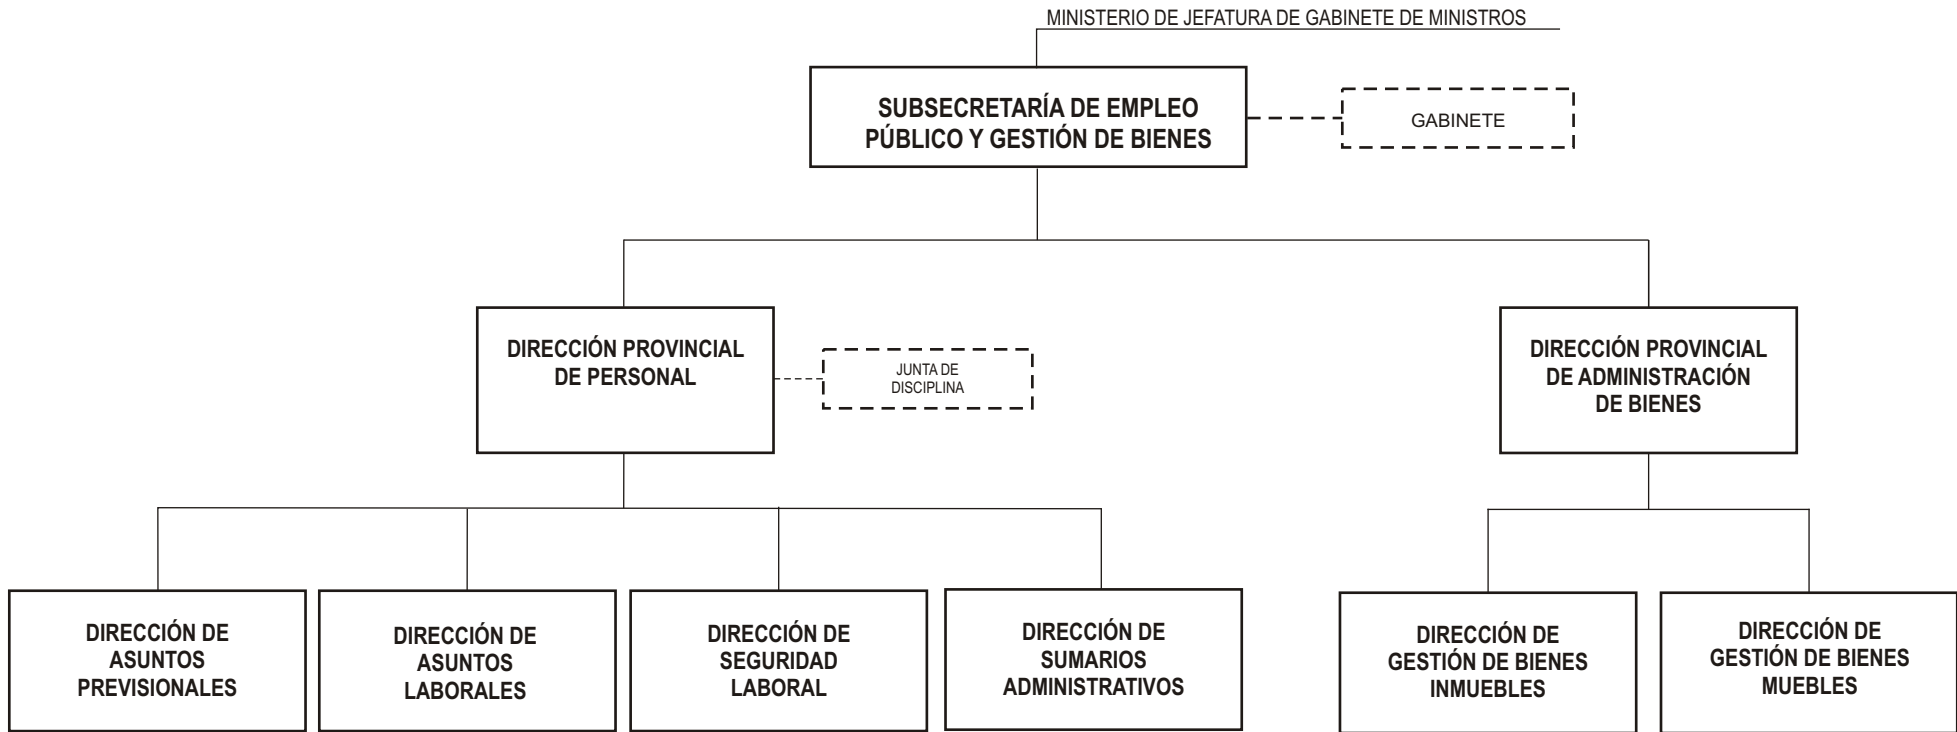 MINISTERIO DE JEFATURA DE GABINETE DE MINISTROS
SUBSECRETARÍA DE EMPLEO
PÚBLICO Y GESTIÓN DE BIENES
GABINETE
DIRECCIÓN PROVINCIAL
DE PERSONAL
JUNTA DE
DISCIPLINA
DIRECCIÓN PROVINCIAL
DE ADMINISTRACIÓN
DE BIENES
DIRECCIÓN DE
ASUNTOS
PREVISIONALES
DIRECCIÓN DE
ASUNTOS
LABORALES
DIRECCIÓN DE
SEGURIDAD
LABORAL
DIRECCIÓN DE
SUMARIOS
ADMINISTRATIVOS
DIRECCIÓN DE
GESTIÓN DE BIENES
INMUEBLES
DIRECCIÓN DE
GESTIÓN DE BIENES
MUEBLES